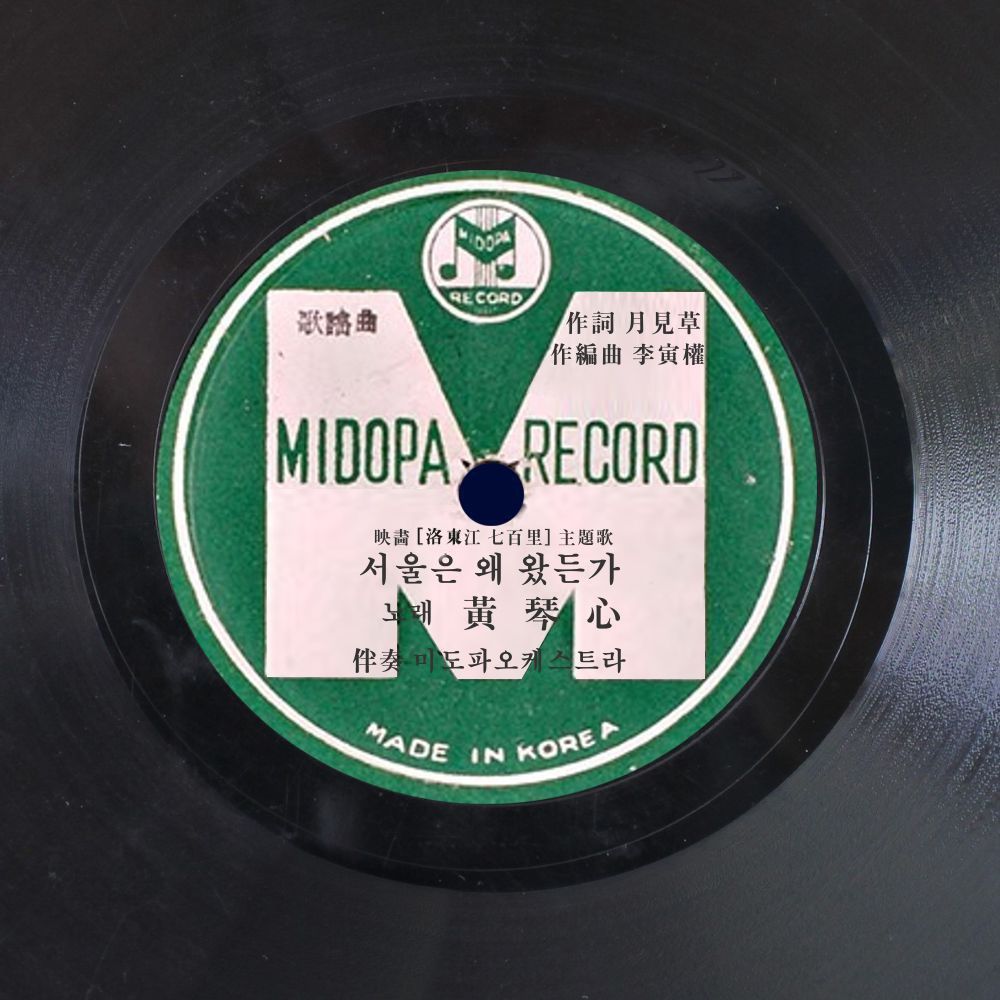 MIDOPA
RECORD
歌謠曲
作詞 月見草
作編曲 李寅權
MIDOPA RECORD
映畵 [洛東江 七百里] 主題歌
서울은 왜 왔든가
노래 黃琴心
伴奏 미도파오케스트라
MADE IN KOREA